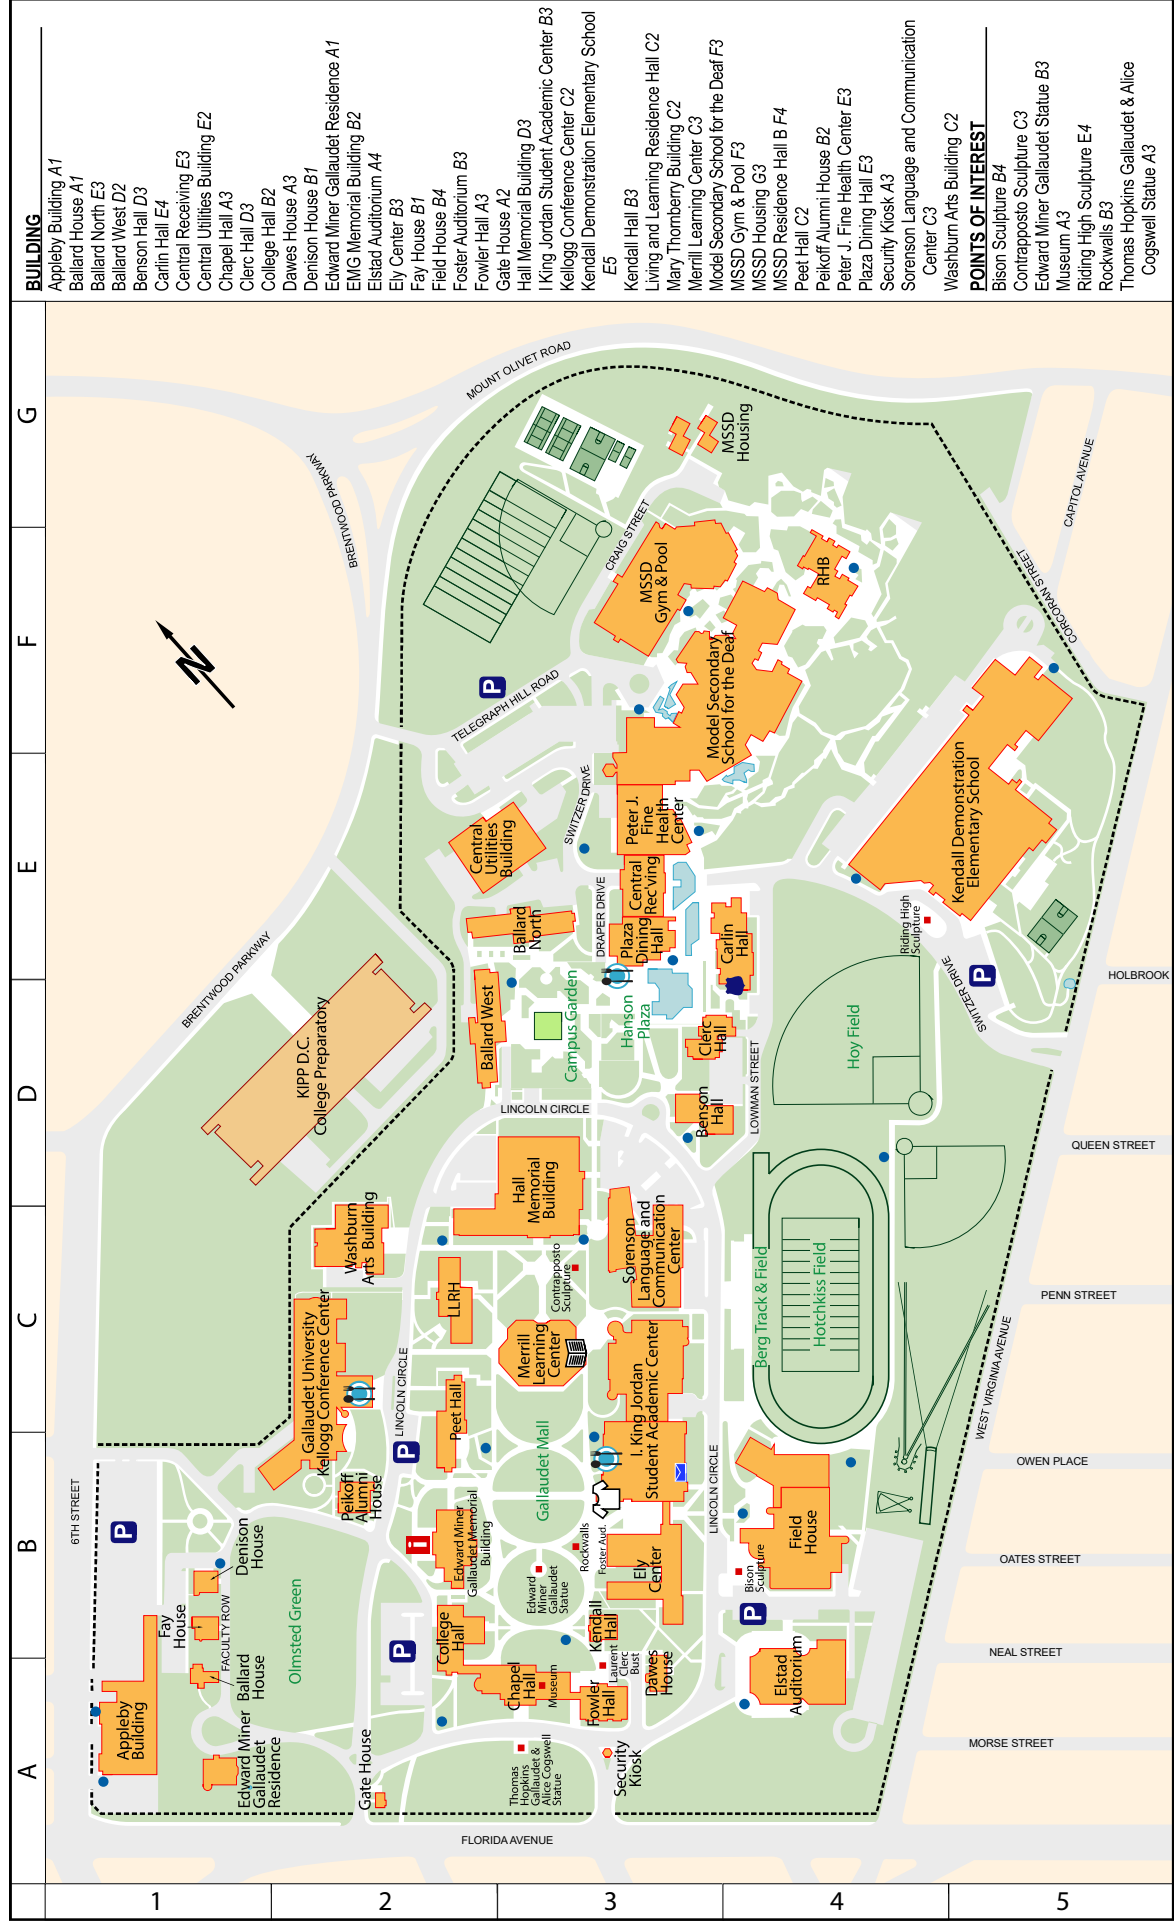 BUILDING
Appleby Building A1
Ballard House A1
Ballard North E3
Ballard West D2
Benson Hall D3
Carlin Hall E4
Central Receiving E3
Central Utilities Building E2
Chapel Hall A3
Clerc Hall D3
College Hall B2
Dawes House A3
Denison House B1
Edward Miner Gallaudet Residence A1
EMG Memorial Building B2
Elstad Auditorium A4
Ely Center B3
Fay House B1
Field House B4
Foster Auditorium B3
Fowler Hall A3
Gate House A2
Hall Memorial Building D3
I King Jordan Student Academic Center B3
Kellogg Conference Center C2
Kendall Demonstration Elementary School
E5
Kendall Hall B3
Living and Learning Residence Hall C2
Mary Thornberry Building C2
Merrill Learning Center C3
Model Secondary School for the Deaf F3
MSSD Gym & Pool F3
MSSD Housing G3
MSSD Residence Hall B F4
Peet Hall C2
Peikoff Alumni House B2
Peter J. Fine Health Center E3
Plaza Dining Hall E3
Security Kiosk A3
Sorenson Language and Communication
Center C3
Washburn Arts Building C2
POINTS OF INTEREST
Bison Sculpture B4
Contrapposto Sculpture C3
Edward Miner Gallaudet Statue B3
Museum A3
Riding High Sculpture E4
Rockwalls B3
Thomas Hopkins Gallaudet & Alice
Cogswell Statue A3
A
B
C
D
E
F
G
1
2
3
4
5
N
6TH STREET
BRENTWOOD PARKWAY
BRENTWOOD PARKWAY
MOUNT OLIVET ROAD
Appleby
Building
Fay
House
Denison
House
FACULTY ROW
Ballard
House
Edward Miner
Gallaudet
Residence
Olmsted Green
Gate House
Peikoff
Alumni
House
P
P
P
i
Gallaudet University
Kellogg Conference Center
LINCOLN CIRCLE
Washburn
Arts Building
KIPP D.C.
College Preparatory
College
Hall
Edward Miner
Gallaudet Memorial
Building
Peet Hall
LLRH
Ballard West
Ballard
North
Central
Utilities
Building
TELEGRAPH HILL ROAD
P
Chapel
Hall
Museum
Thomas
Hopkins
Gallaudet &
Alice Cogswell
Statue
Edward
Miner
Gallaudet
Statue
Rockwalls
Foster Aud.
Gallaudet Mall
Merrill
Learning
Center
Contrapposto
Sculpture
Hall
Memorial
Building
LINCOLN CIRCLE
Campus Garden
DRAPER DRIVE
SWITZER DRIVE
Hanson
Plaza
Plaza
Dining
Hall
Central
Rec'ving
Peter J.
Fine
Health
Center
CRAIG STREET
MSSD
Gym & Pool
MSSD
Housing
Model Secondary
School for the Deaf
RHB
Fowler
Hall
Kendall
Hall
Laurent
Clerc
Bust
Dawes
House
Security
Kiosk
Ely
Center
I. King Jordan
Student Academic Center
Sorenson
Language and
Communication
Center
Benson
Hall
Clerc
Hall
Carlin
Hall
LINCOLN CIRCLE
LOWMAN STREET
Elstad
Auditorium
P
Bison
Sculpture
Field
House
Berg Track & Field
Hotchkiss Field
Hoy Field
Riding High
Sculpture
P
SWITZER DRIVE
Kendall Demonstration
Elementary School
CORCORAN STREET
CAPITOL AVENUE
WEST VIRGINIA AVENUE
FLORIDA AVENUE
MORSE STREET
NEAL STREET
OATES STREET
OWEN PLACE
PENN STREET
QUEEN STREET
HOLBROOK